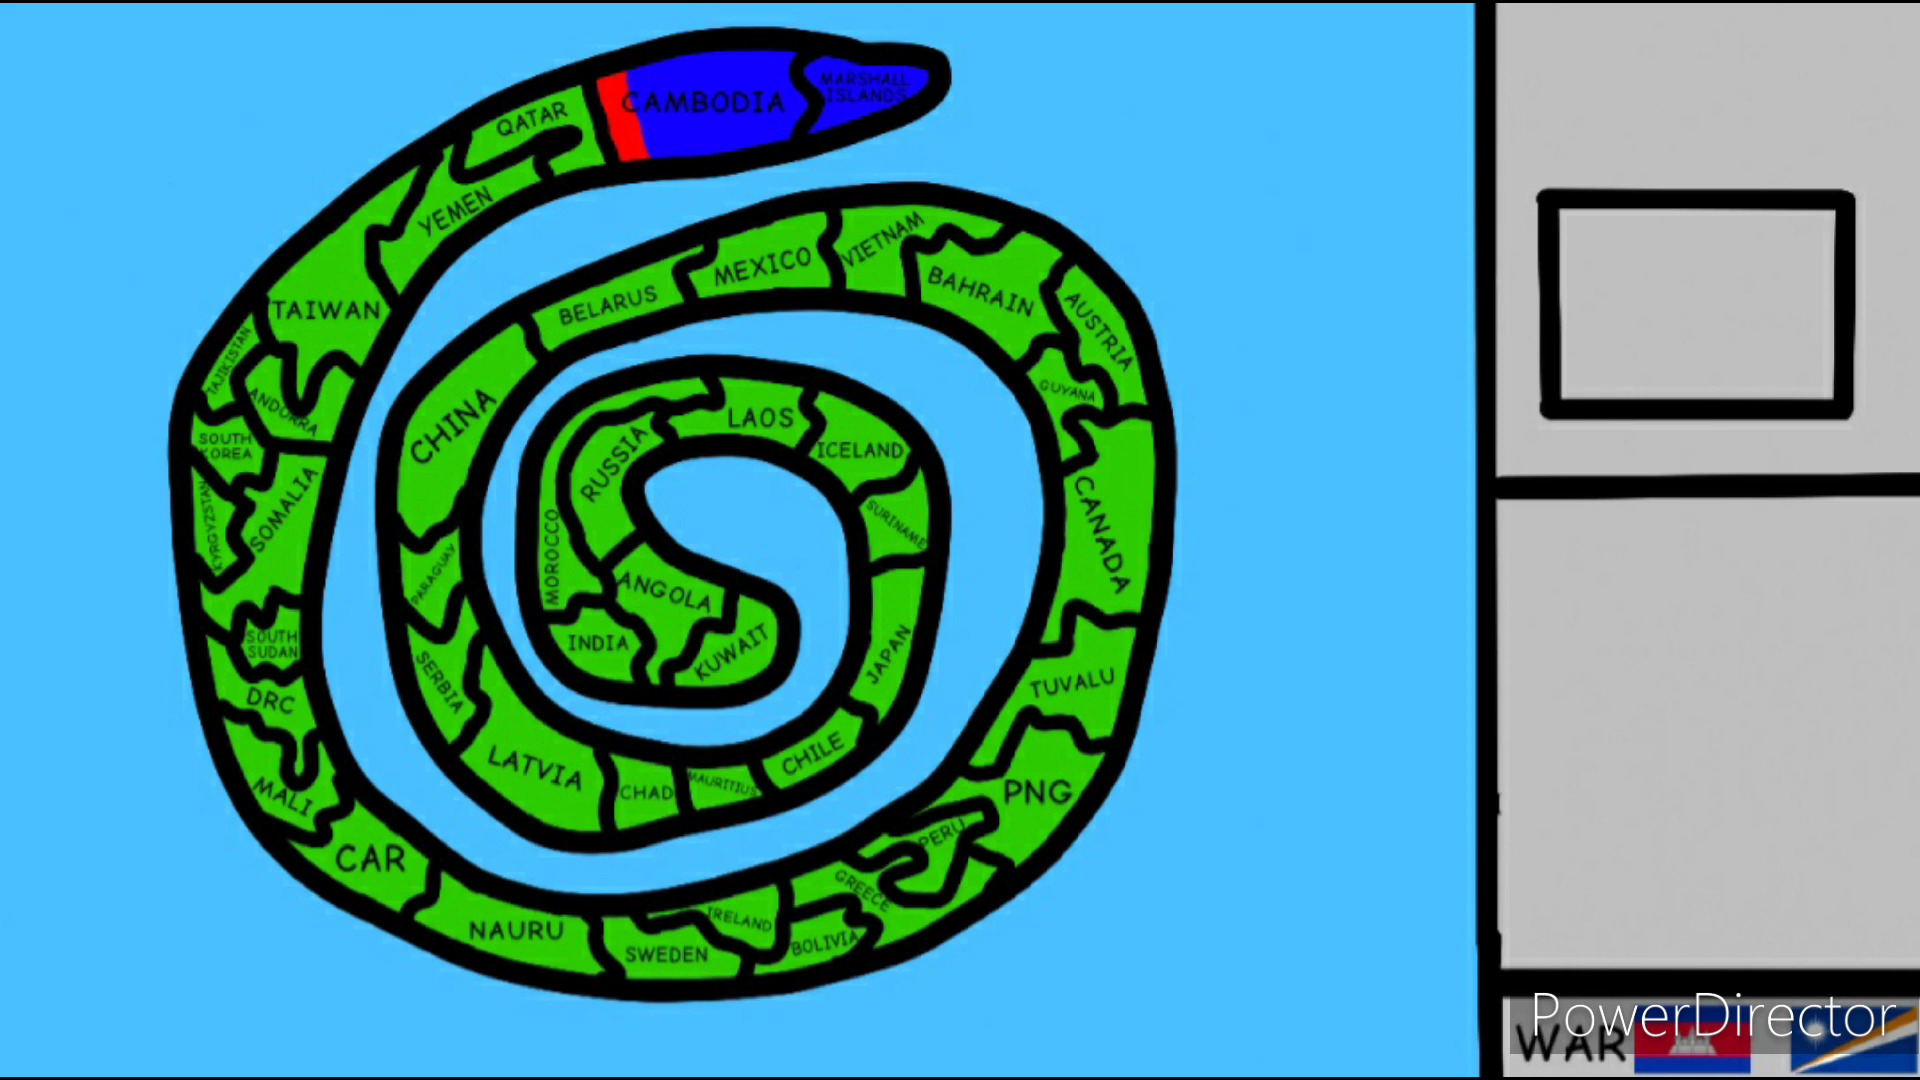 CAMBODIA
MARSHALL
ISLANDS
QATAR
YEMEN
TAIWAN
TAJIKISTAN
ANDORRA
SOUTH
KOREA
KYRGYZSTAN
SOMALIA
SOUTH
SUDAN
DRC
MALI
CAR
NAURU
SWEDEN
IRELAND
BOLIVIA
GREECE
PERU
PNG
TUVALU
CANADA
GUYANA
AUSTRIA
BAHRAIN
VIETNAM
MEXICO
BELARUS
CHINA
PARAGUAY
SERBIA
LATVIA
CHAD
MAURITIUS
CHILE
JAPAN
SURINAME
ICELAND
LAOS
RUSSIA
MOROCCO
INDIA
ANGOLA
KUWAIT
PowerDirector
WAR